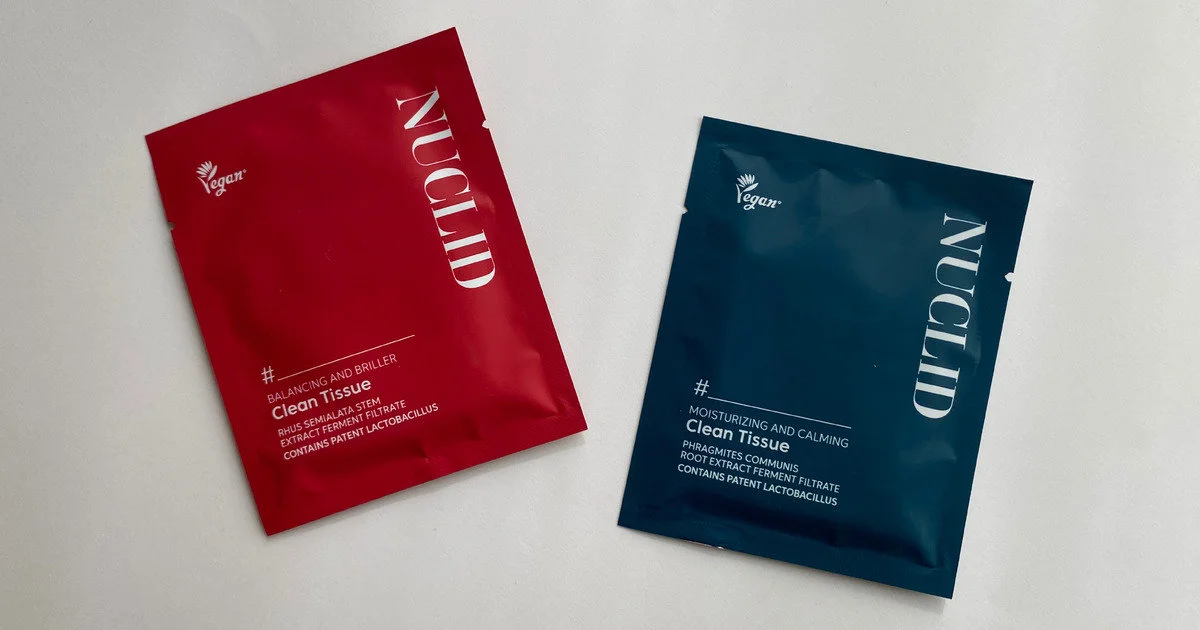 Vegan
NUCLID
#
BALANCING AND BRILLER
Clean Tissue
RHUS SEMIALATA STEM
EXTRACT FERMENT FILTRATE
CONTAINS PATENT LACTOBACILLUS
Vegan
NUCLID
#
MOISTURIZING AND CALMING
Clean Tissue
PHRAGMITES COMMUNIS
ROOT EXTRACT FERMENT FILTRATE
CONTAINS PATENT LACTOBACILLUS